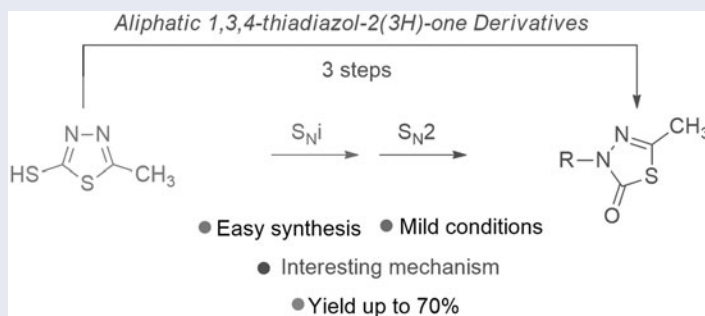 Aliphatic 1,3,4-thiadiazol-2(3H)-one Derivatives
3 steps
N N
HS S CH3
SNi SN2
N CH3
R N
S
O
Easy synthesis Mild conditions
Interesting mechanism
Yield up to 70%